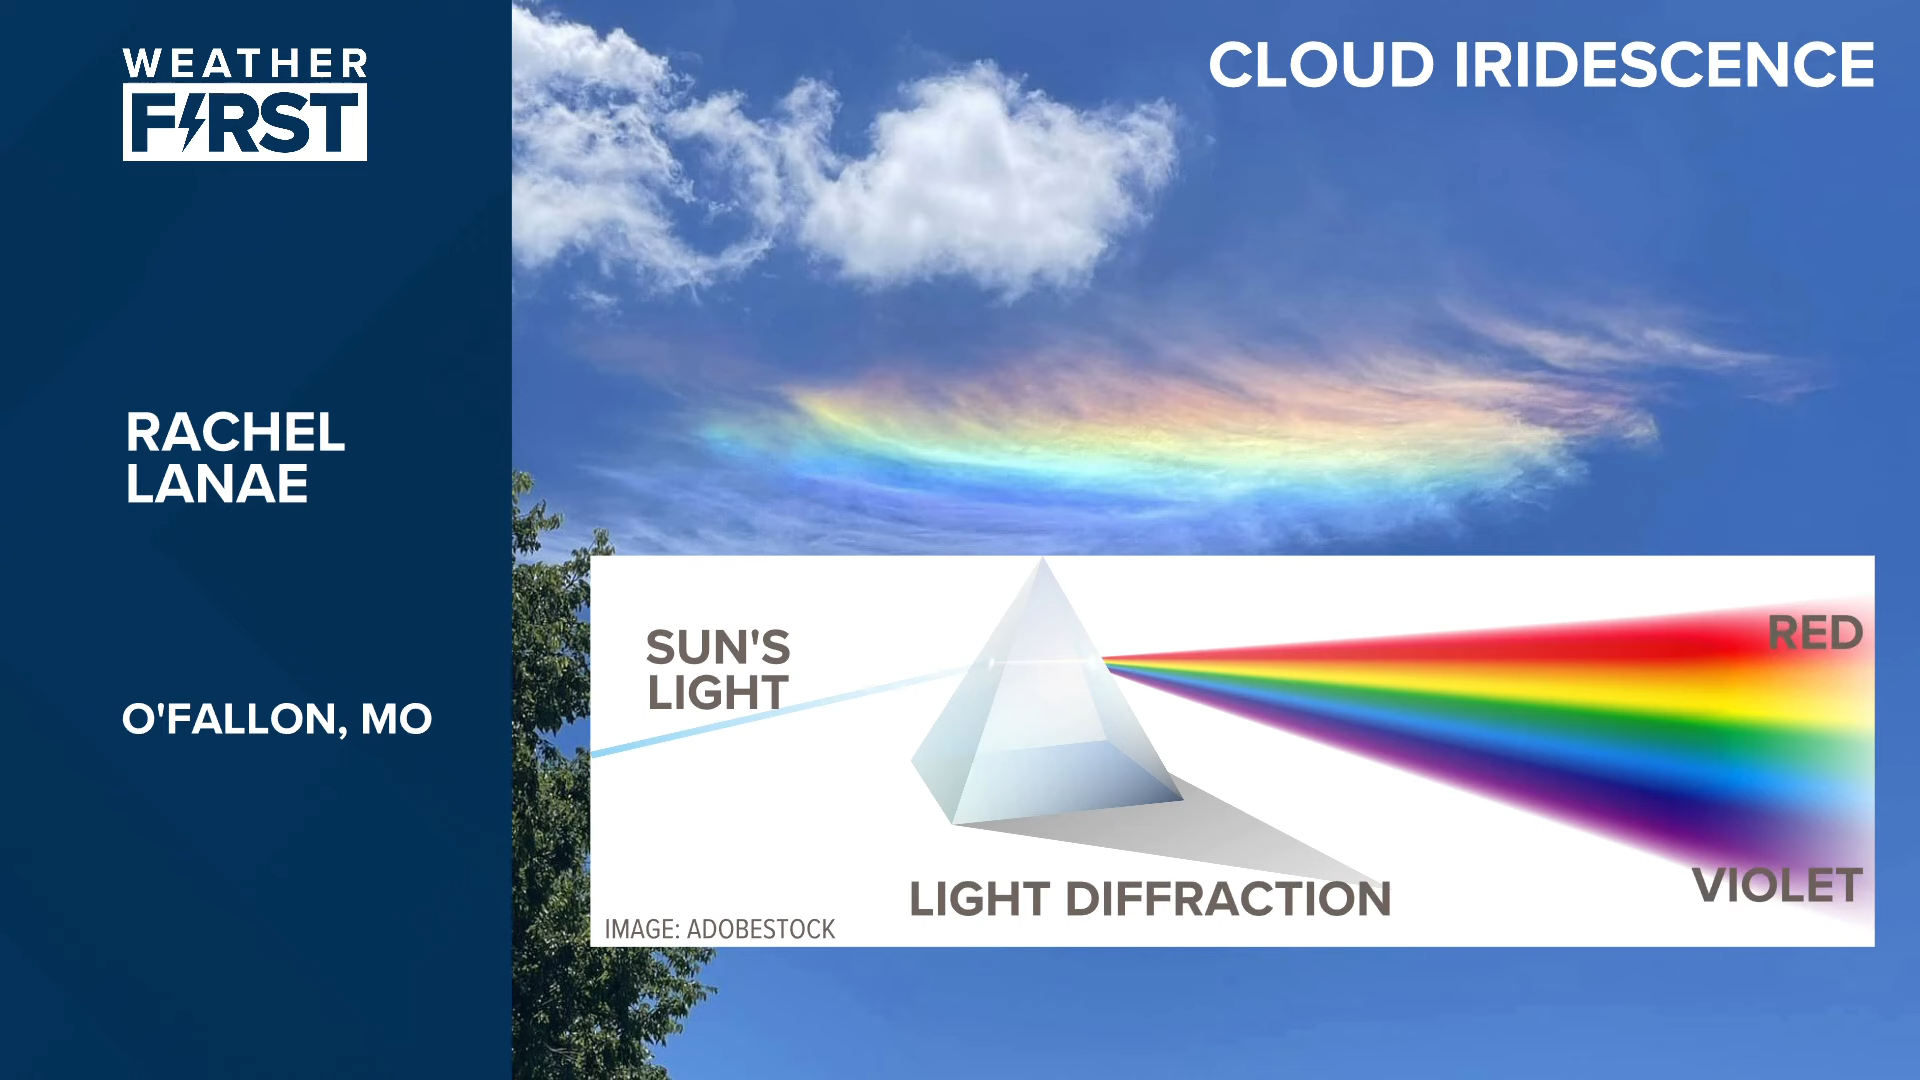 WEATHER
FIRST
CLOUD IRIDESCENCE
RACHEL
LANAE
O'FALLON, MO
SUN'S
LIGHT
RED
VIOLET
LIGHT DIFFRACTION
IMAGE: ADOBESTOCK